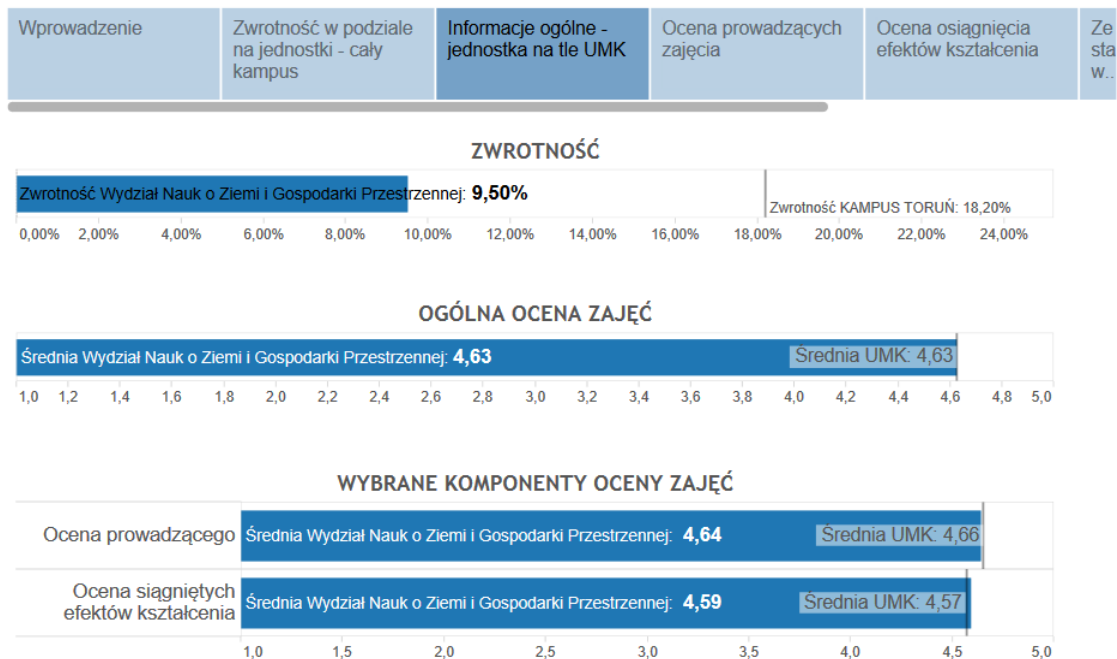 Wprowadzenie
Zwrotność w podziale
na jednostki - cały
kampus
Informacje ogólne -
jednostka na tle UMK
Ocena prowadzących
zajęcia
Ocena osiągnięcia
efektów kształcenia
Ze
sta
w..
ZWROTNOŚĆ
Zwrotność Wydział Nauk o Ziemi i Gospodarki Przestrzennej: 9,50%
Zwrotność KAMPUS TORUŃ: 18,20%
0,00% 2,00% 4,00% 6,00% 8,00% 10,00% 12,00% 14,00% 16,00% 18,00% 20,00% 22,00% 24,00%
OGÓLNA OCENA ZAJĘĆ
Średnia Wydział Nauk o Ziemi i Gospodarki Przestrzennej: 4,63 Średnia UMK: 4,63
1,0 1,2 1,4 1,6 1,8 2,0 2,2 2,4 2,6 2,8 3,0 3,2 3,4 3,6 3,8 4,0 4,2 4,4 4,6 4,8 5,0
WYBRANE KOMPONENTY OCENY ZAJĘĆ
Ocena prowadzącego Średnia Wydział Nauk o Ziemi i Gospodarki Przestrzennej: 4,64 Średnia UMK: 4,66
Ocena siągniętych
efektów kształcenia
Średnia Wydział Nauk o Ziemi i Gospodarki Przestrzennej: 4,59 Średnia UMK: 4,57
1,0 1,5 2,0 2,5 3,0 3,5 4,0 4,5 5,0